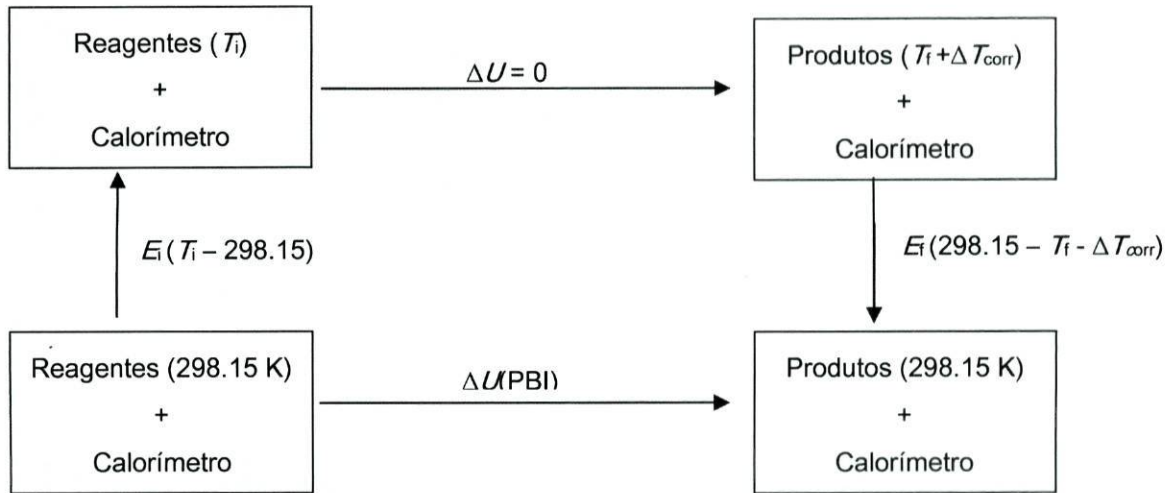 Reagentes (Ti)
+
Calorímetro
ΔU = 0
Produtos (Tf+ΔTcorr)
+
Calorímetro
Ei(Ti – 298.15)
Ef(298.15 – Tf - ΔTcorr)
Reagentes (298.15 K)
+
Calorímetro
ΔU(PBI)
Produtos (298.15 K)
+
Calorímetro